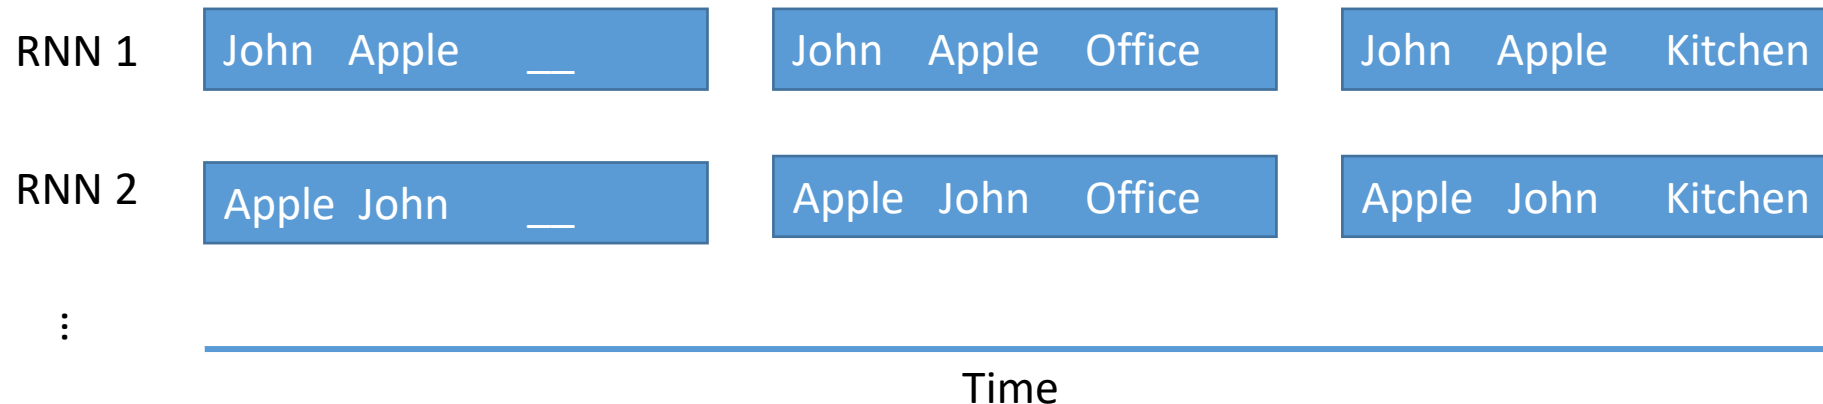 RNN 1 John Apple __ John Apple Office John Apple Kitchen
RNN 2 Apple John __ Apple John Office Apple John Kitchen
⋮
Time